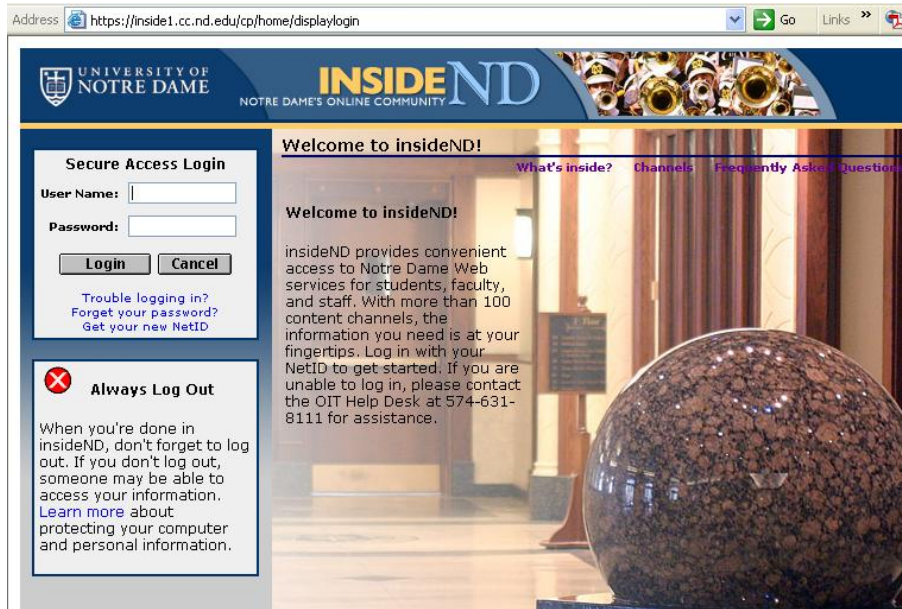 Address https://inside1.cc.nd.edu/cp/home/displaylogin Go Links »
UNIVERSITY OF
NOTRE DAME
INSIDE ND
NOTRE DAME'S ONLINE COMMUNITY
Secure Access Login
User Name:
Password:
Login Cancel
Trouble logging in?
Forget your password?
Get your new NetID
Always Log Out
When you're done in
insideND, don't forget to log
out. If you don't log out,
someone may be able to
access your information.
Learn more about
protecting your computer
and personal information.
Welcome to insideND!
What's inside? Channels Frequently Asked Question
Welcome to insideND!
insideND provides convenient
access to Notre Dame Web
services for students, faculty,
and staff. With more than 100
content channels, the
information you need is at your
fingertips. Log in with your
NetID to get started. If you are
unable to log in, please contact
the OIT Help Desk at 574-631-
8111 for assistance.